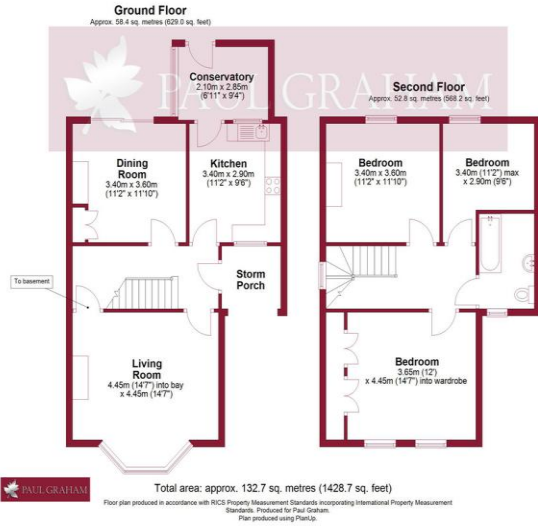 Ground Floor
Approx. 58.4 sq. metres (629.0 sq. feet)
PAUL GRAHAM
Conservatory
2.10m x 2.85m
(6'11" x 9'4")
Second Floor
Approx. 52.8 sq. metres (568.2 sq. feet)
Dining
Room
3.40m x 3.60m
(11'2" x 11'10")
Kitchen
3.40m x 2.90m
(11'2" x 9'6")
Bedroom
3.40m x 3.60m
(11'2" x 11'10")
Bedroom
3.40m (11'2") max
x 2.90m (9'6")
Storm
Porch
To basement
Living
Room
4.45m (14'7") into bay
x 4.45m (14'7")
Bedroom
3.65m (12')
x 4.45m (14'7") into wardrobe
PAUL GRAHAM
Total area: approx. 132.7 sq. metres (1428.7 sq. feet)
Floor plan produced in accordance with RICS Property Measurement Standards incorporating International Property Measurement
Standards. Produced for Paul Graham.
Plan produced using PlanUp.